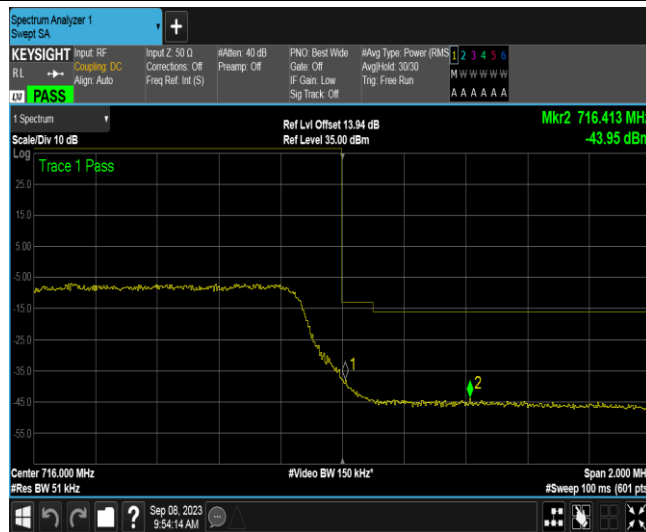 Spectrum Analyzer 1
Swept SA
+
KEYSIGHT
RL
LXI
PASS
Input: RF
Coupling: DC
Align: Auto
Input Z: 50 Ω
Corrections: Off
Freq Ref: Int (S)
#Atten: 40 dB
Preamp: Off
PNO: Best Wide
Gate: Off
IF Gain: Low
Sig Track: Off
#Avg Type: Power (RMS
Avg|Hold: 30/30
Trig: Free Run
1 2 3 4 5 6
M W W W W W
A A A A A A
1 Spectrum
Scale/Div 10 dB
Ref Lvl Offset 13.94 dB
Ref Level 35.00 dBm
Mkr2 716.413 MHz
-43.95 dBm
Log
Trace 1 Pass
25.0
15.0
5.00
-5.00
-15.0
-25.0
-35.0
-45.0
-55.0
1
2
Center 716.000 MHz
#Res BW 51 kHz
#Video BW 150 kHz*
Span 2.000 MH
#Sweep 100 ms (601 pts
?
Sep 08, 2023
9:54:14 AM